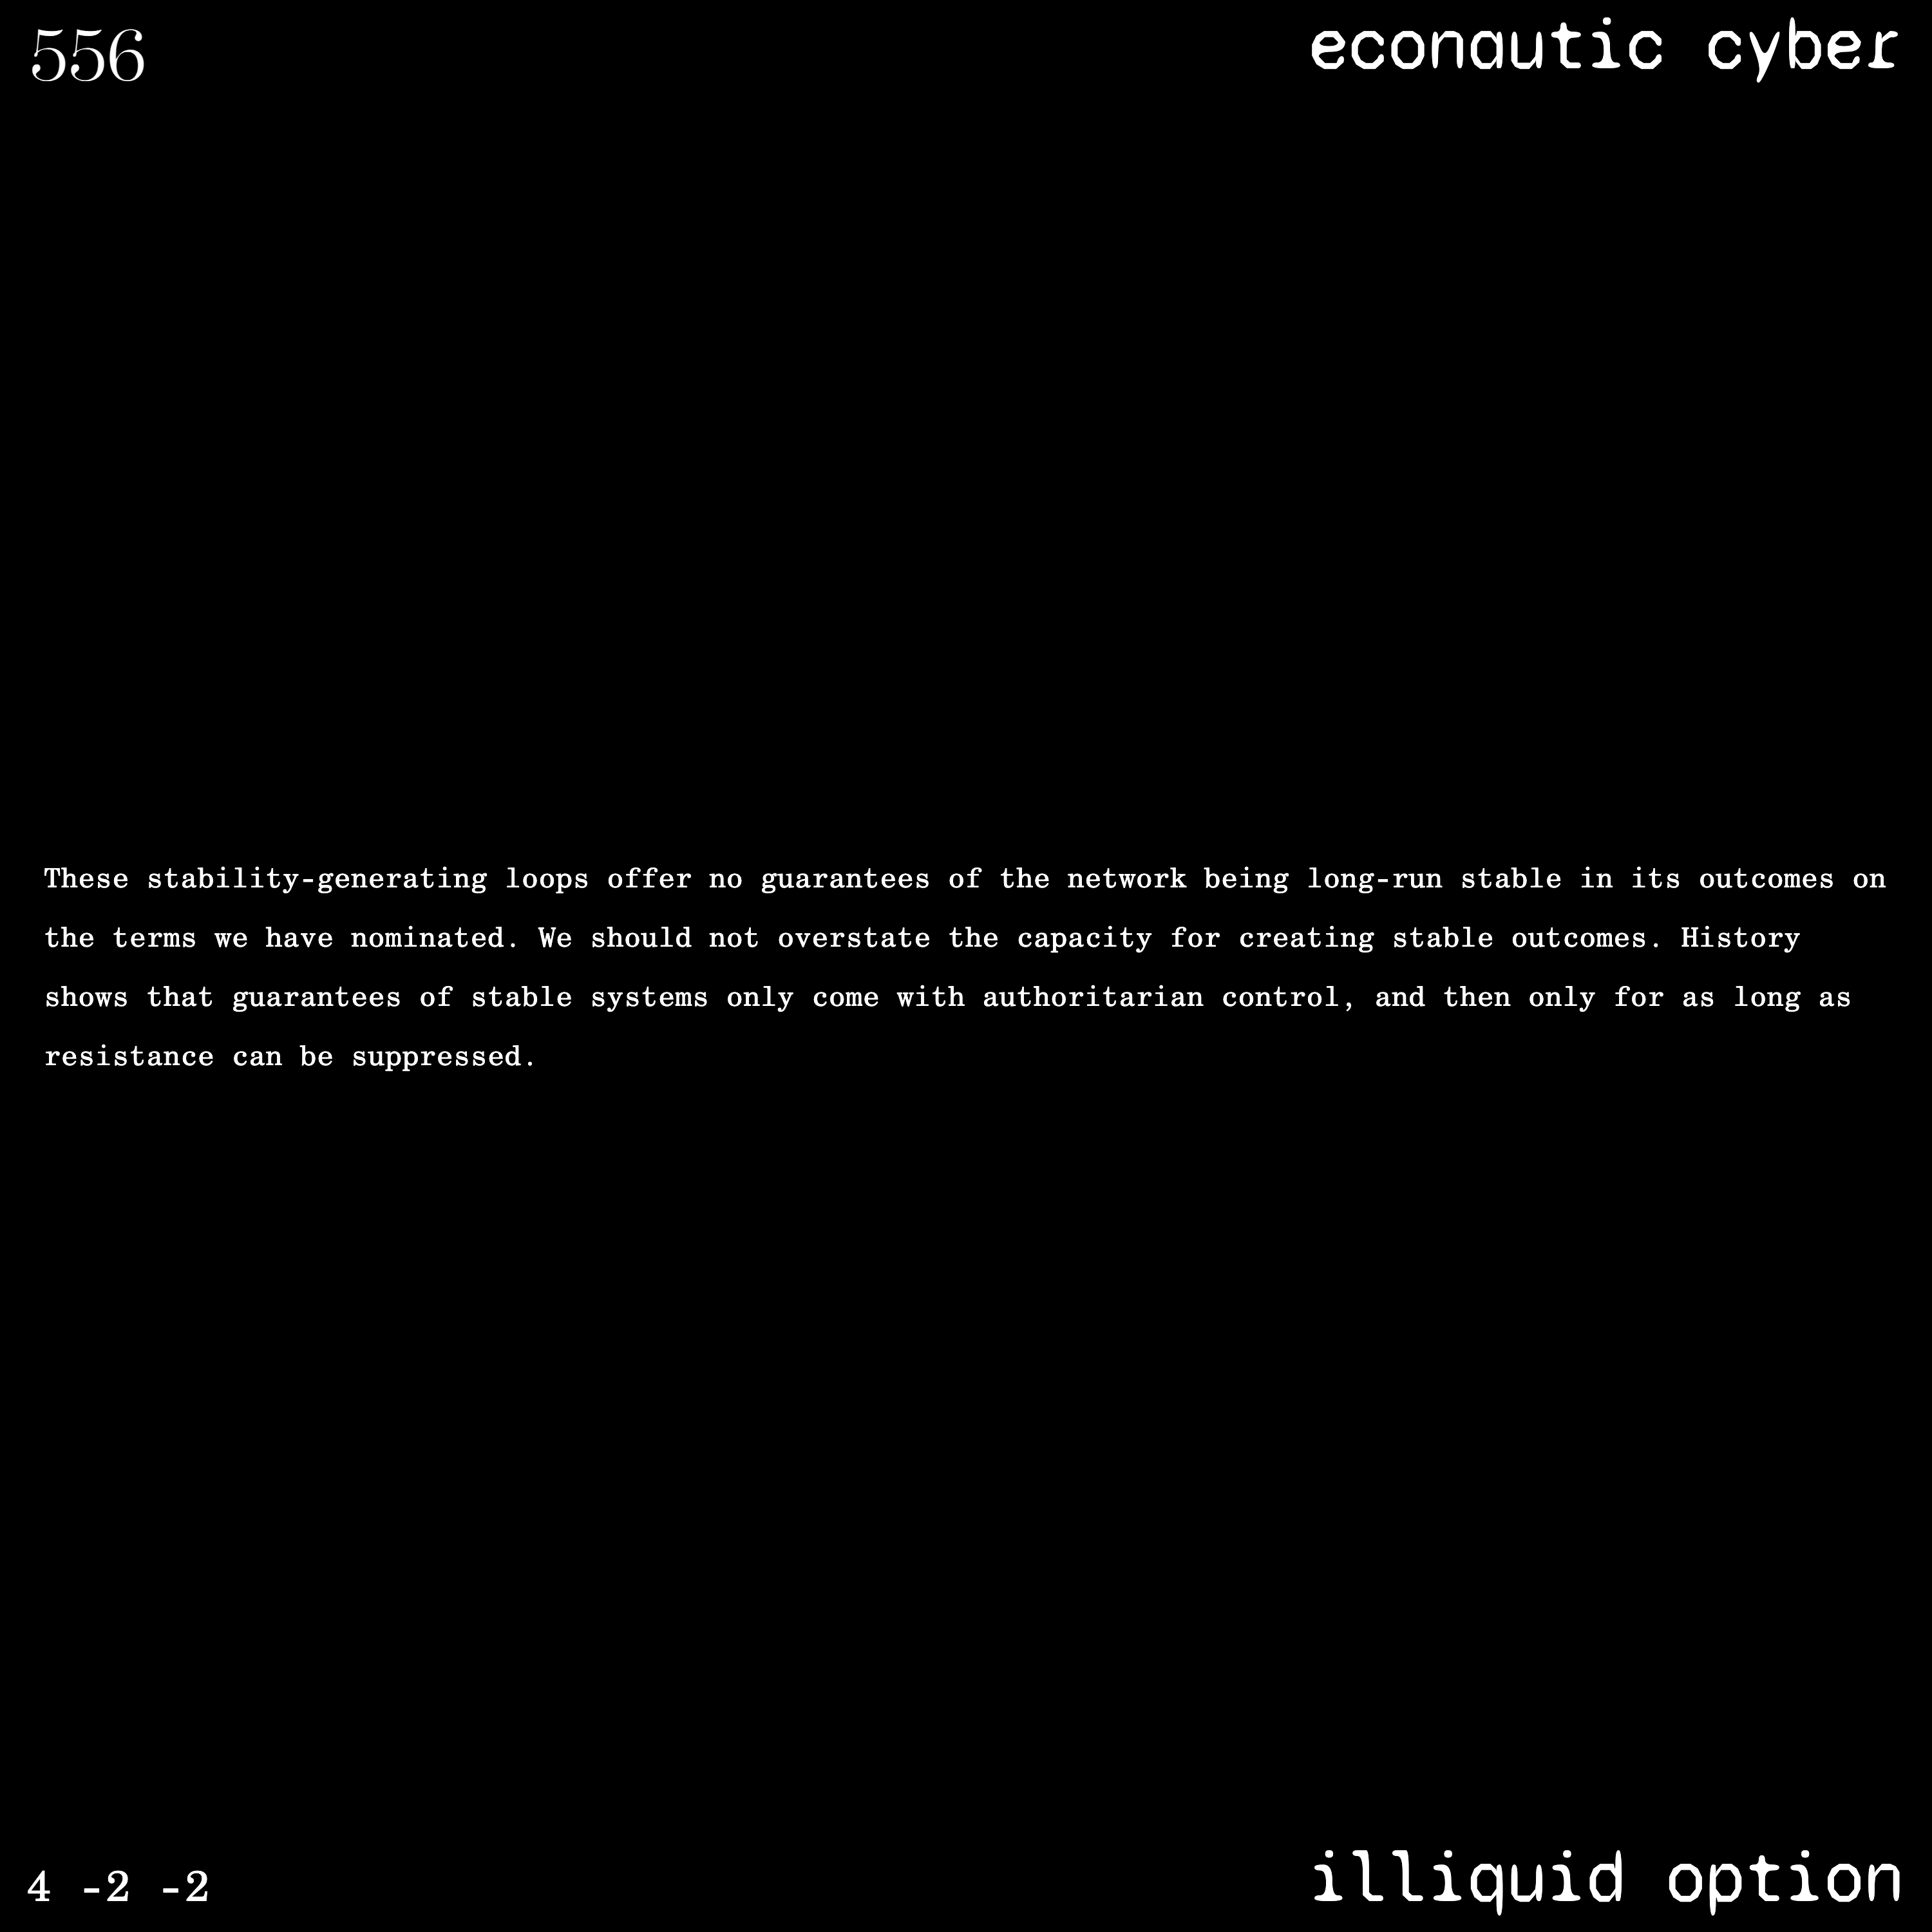 556
econautic cyber
These stability-generating loops offer no guarantees of the network being long-run stable in its outcomes on
the terms we have nominated. We should not overstate the capacity for creating stable outcomes. History
shows that guarantees of stable systems only come with authoritarian control, and then only for as long as
resistance can be suppressed.
4 -2 -2
illiquid option